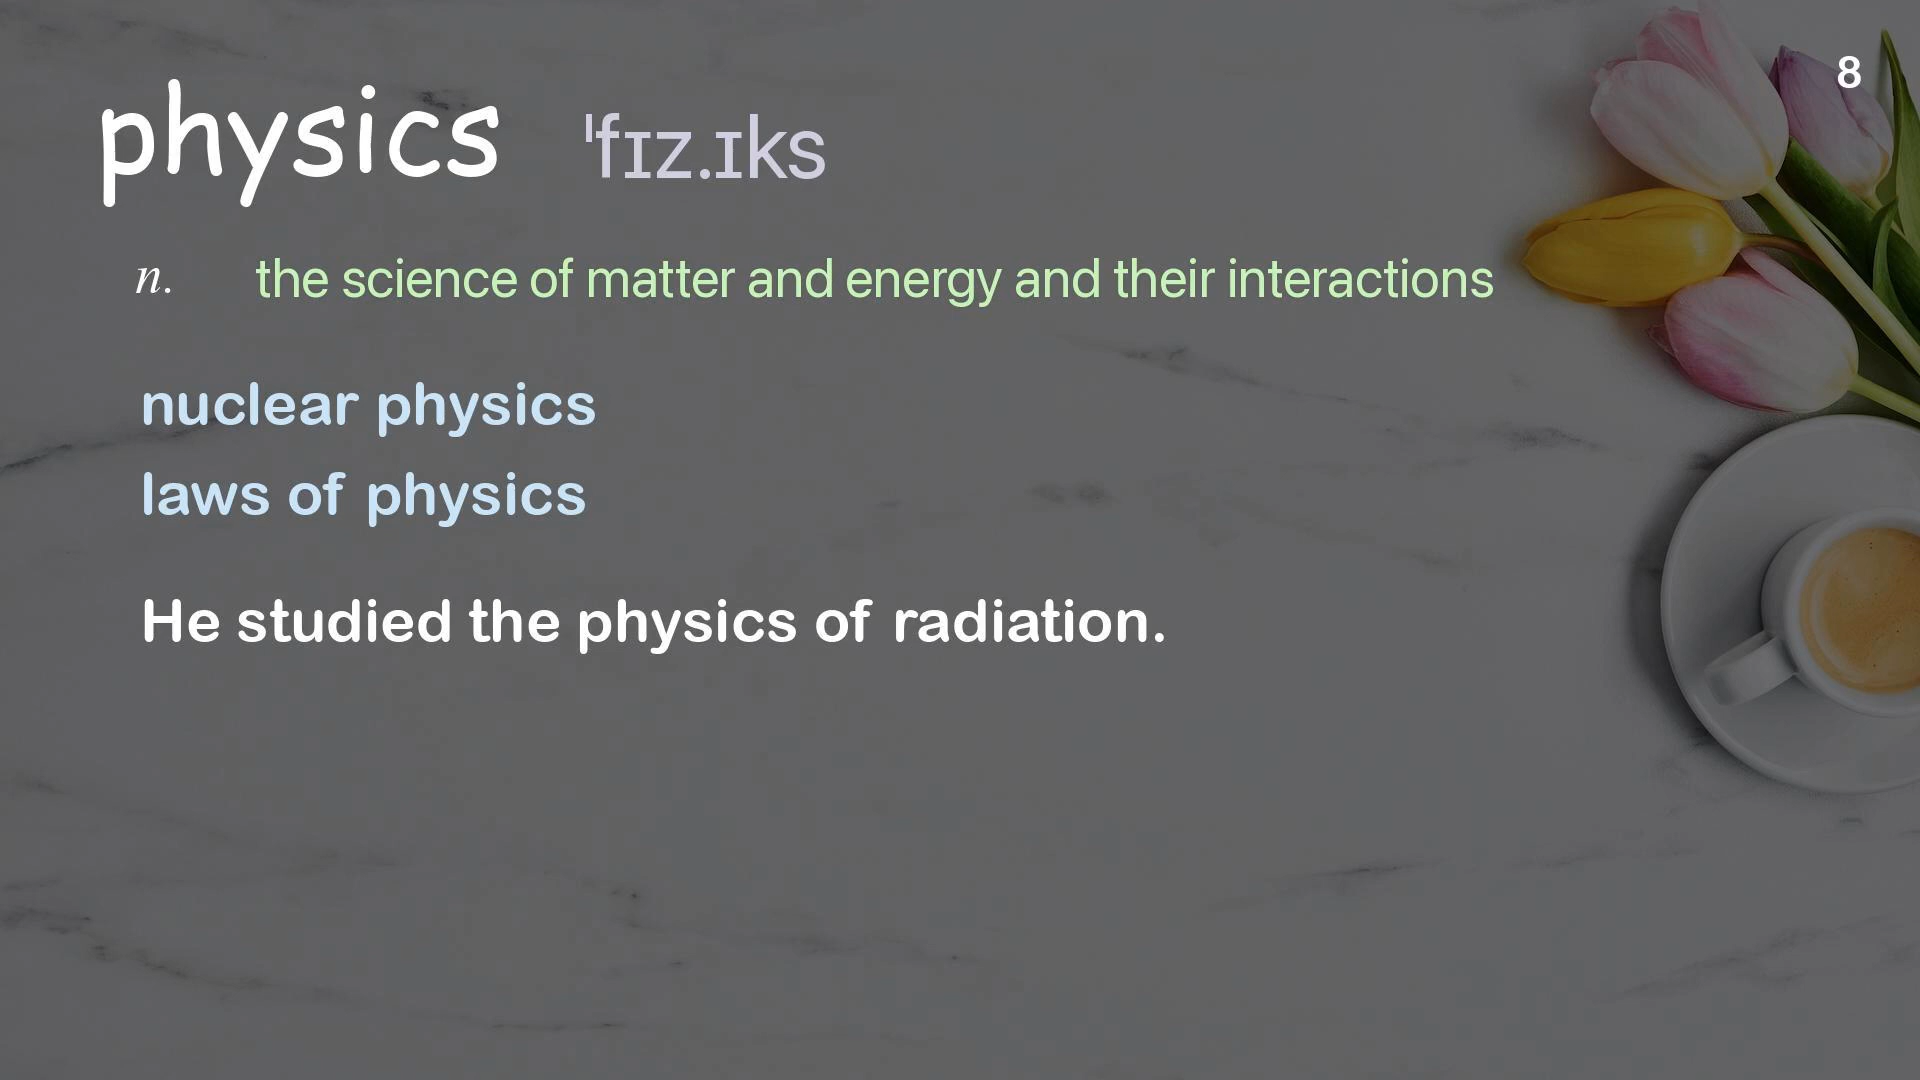 8
physics ˈfɪz.ɪks
n. the science of matter and energy and their interactions
nuclear physics
laws of physics
He studied the physics of radiation.